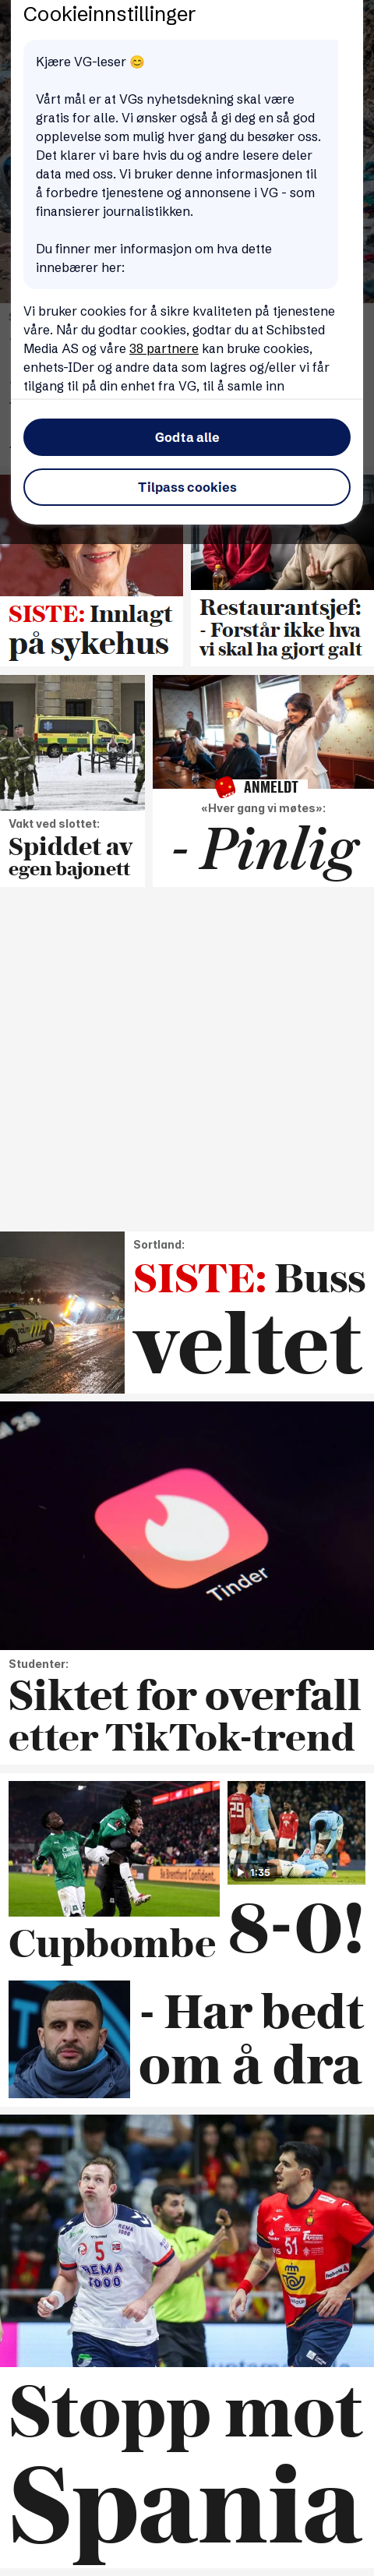 Cookieinnstillinger
Kjære VG-leser 😊
Vårt mål er at VGs nyhetsdekning skal være
gratis for alle. Vi ønsker også å gi deg en så god
opplevelse som mulig hver gang du besøker oss.
Det klarer vi bare hvis du og andre lesere deler
data med oss. Vi bruker denne informasjonen til
å forbedre tjenestene og annonsene i VG - som
finansierer journalistikken.
Du finner mer informasjon om hva dette
innebærer her:
Vi bruker cookies for å sikre kvaliteten på tjenestene
våre. Når du godtar cookies, godtar du at Schibsted
Media AS og våre 38 partnere kan bruke cookies,
enhets-IDer og andre data som lagres og/eller vi får
tilgang til på din enhet fra VG, til å samle inn
Godta alle
Tilpass cookies
SISTE: Innlagt
på sykehus
Restaurantsjef:
- Forstår ikke hva
vi skal ha gjort galt
Vakt ved slottet:
Spiddet av
egen bajonett
ANMELDT
«Hver gang vi møtes»:
- Pinlig
Sortland:
SISTE: Buss
veltet
Tinder
Studenter:
Siktet for overfall
etter TikTok-trend
Be Brentford Confident.
Cupbombe
29
1:35
8-0!
- Har bedt
om å dra
5
REMA
1000
51
Stopp mot
Spania